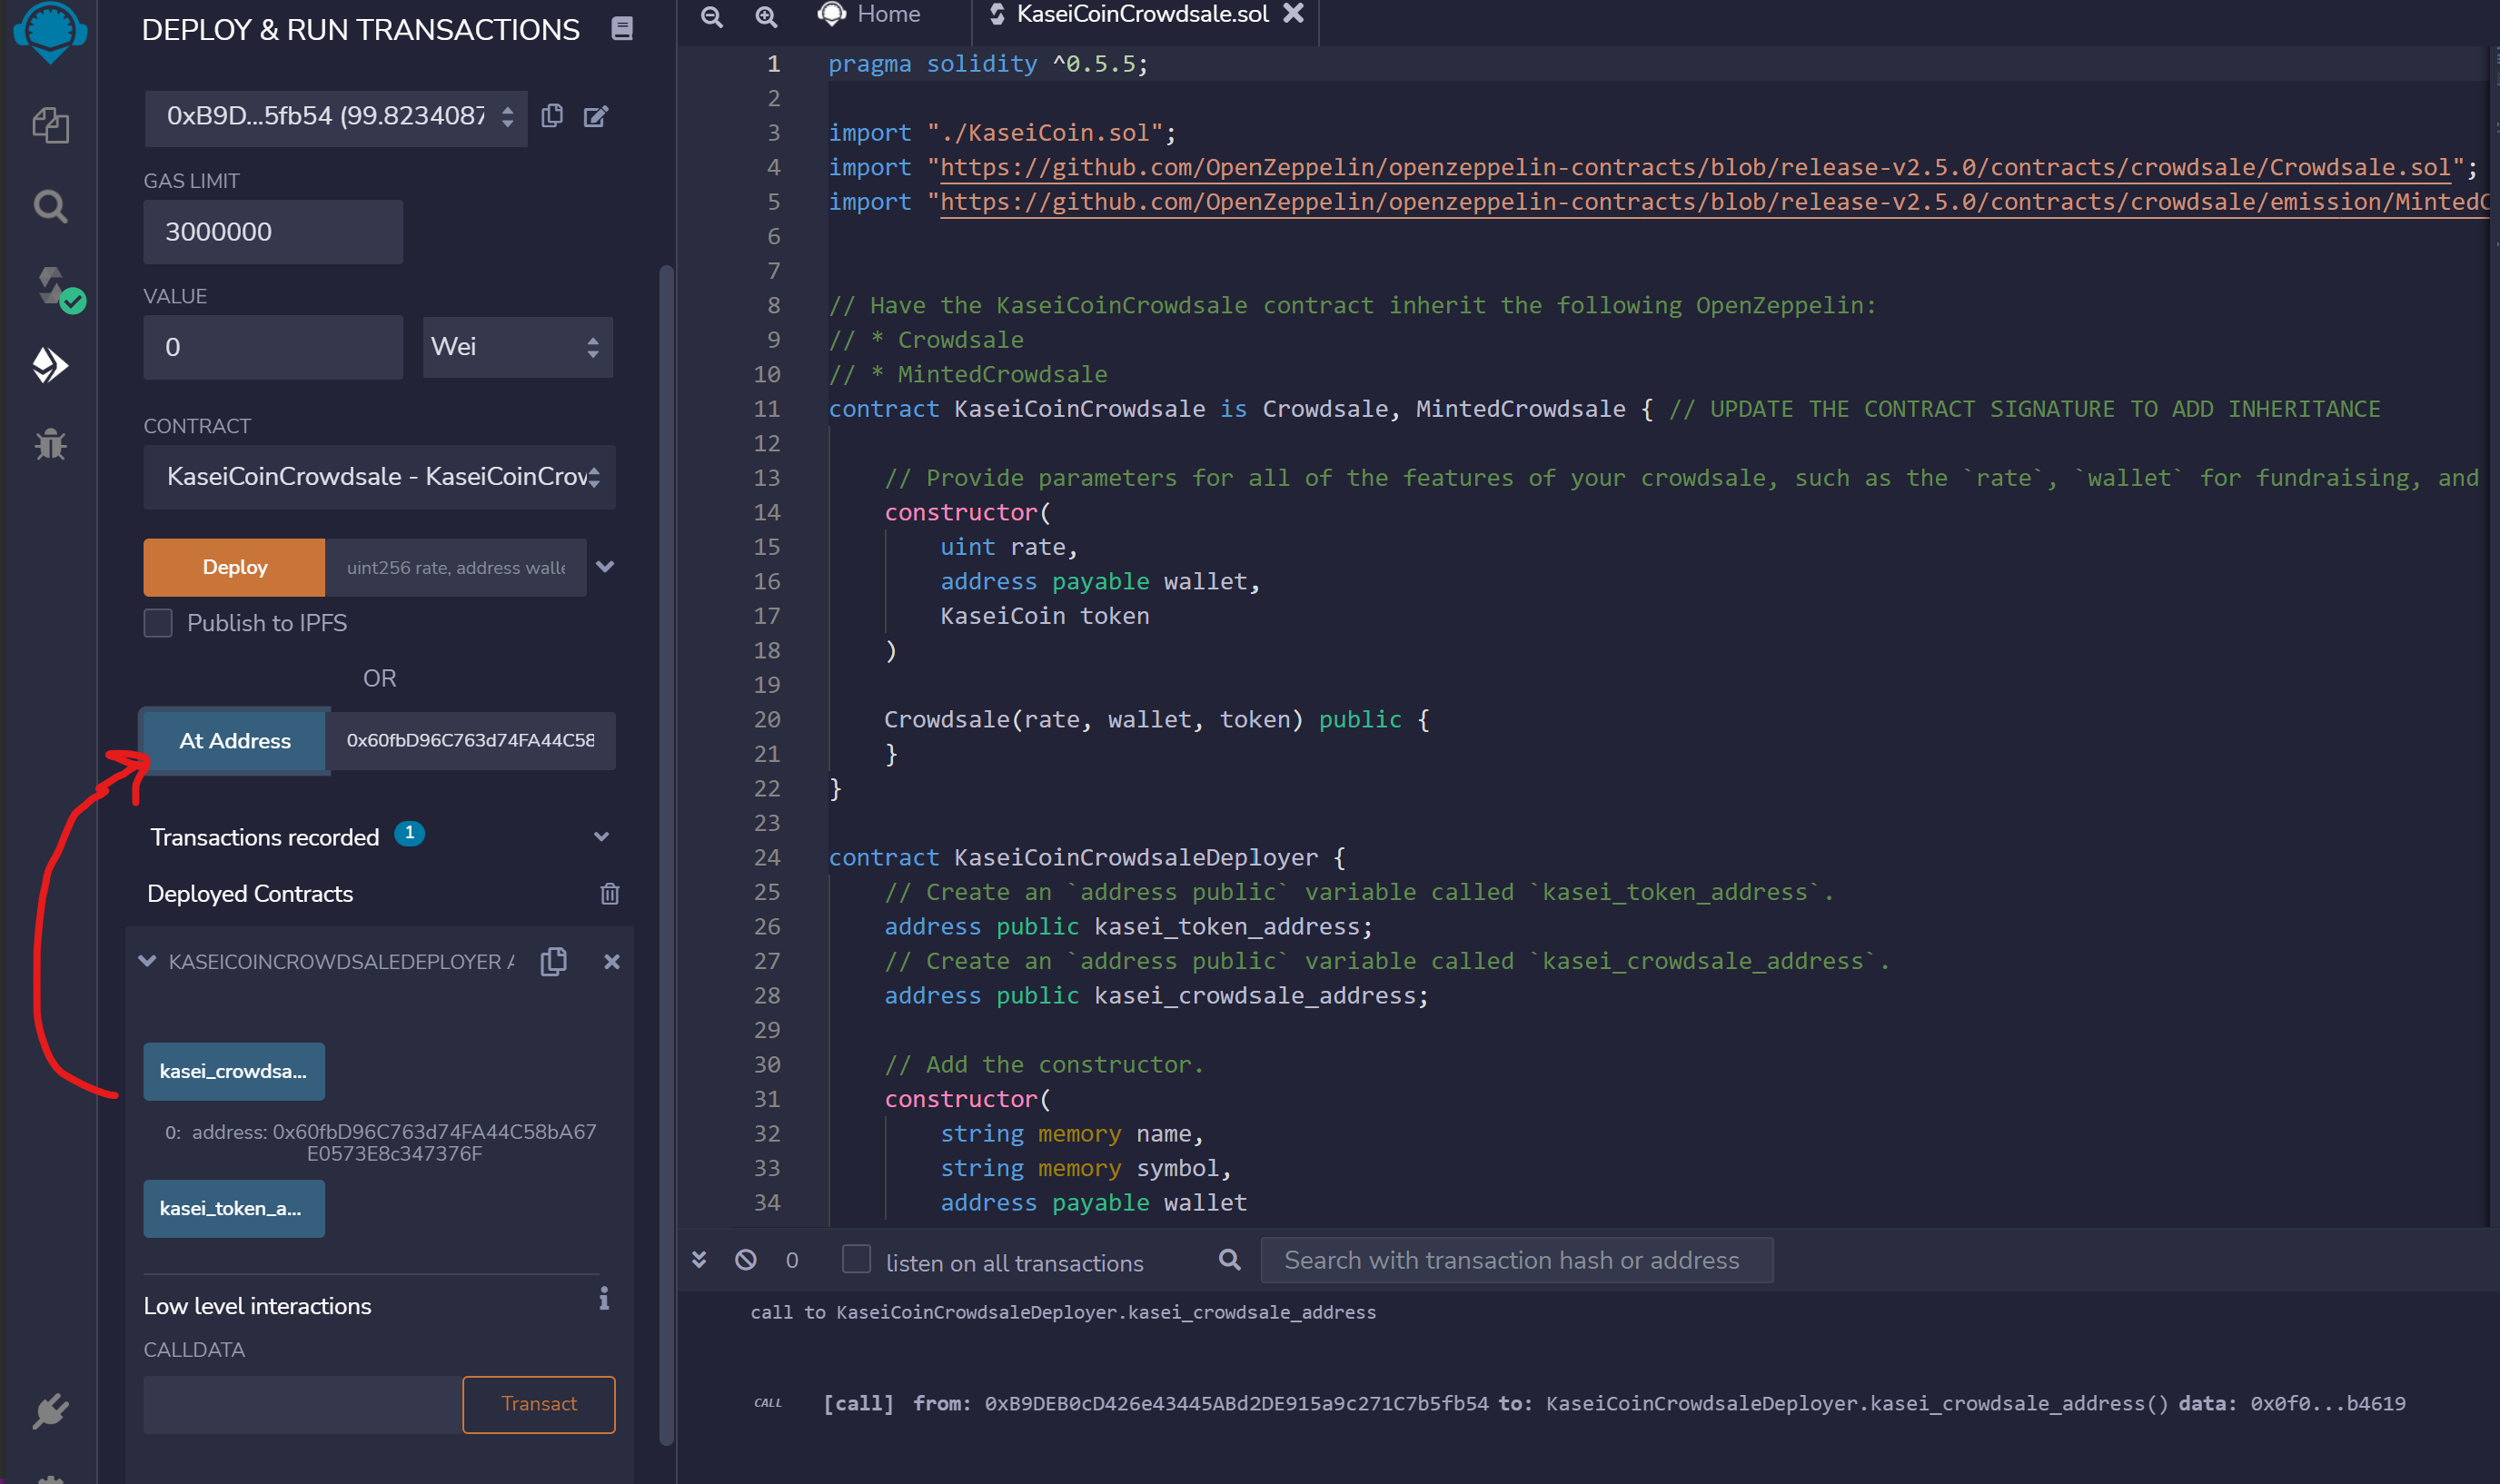 DEPLOY & RUN TRANSACTIONS
0xB9D...5fb54 (99.8234087
GAS LIMIT
3000000
VALUE
0
Wei
CONTRACT
KaseiCoinCrowdsale - KaseiCoinCrov
Deploy
uint256 rate, address walle
Publish to IPFS
OR
At Address
0x60fbD96C763d74FA44C58
Transactions recorded 1
Deployed Contracts
KASEICOINCROWDSALEDEPLOYER A
kasei_crowdsa...
0: address: 0x60fbD96C763d74FA44C58bA67
E0573E8c347376F
kasei_token_a...
Low level interactions
CALLDATA
Transact
Home
KaseiCoinCrowdsale.sol
1 pragma solidity ^0.5.5;
2
3 import "./KaseiCoin.sol";
4 import "https://github.com/OpenZeppelin/openzeppelin-contracts/blob/release-v2.5.0/contracts/crowdsale/Crowdsale.sol";
5 import "https://github.com/OpenZeppelin/openzeppelin-contracts/blob/release-v2.5.0/contracts/crowdsale/emission/MintedC
6
7
8 // Have the KaseiCoinCrowdsale contract inherit the following OpenZeppelin:
9 // * Crowdsale
10 // * MintedCrowdsale
11 contract KaseiCoinCrowdsale is Crowdsale, MintedCrowdsale { // UPDATE THE CONTRACT SIGNATURE TO ADD INHERITANCE
12
13 // Provide parameters for all of the features of your crowdsale, such as the `rate`, `wallet` for fundraising, and
14 constructor(
15 uint rate,
16 address payable wallet,
17 KaseiCoin token
18 )
19
20 Crowdsale(rate, wallet, token) public {
21 }
22 }
23
24 contract KaseiCoinCrowdsaleDeployer {
25 // Create an `address public` variable called `kasei_token_address`.
26 address public kasei_token_address;
27 // Create an `address public` variable called `kasei_crowdsale_address`.
28 address public kasei_crowdsale_address;
29
30 // Add the constructor.
31 constructor(
32 string memory name,
33 string memory symbol,
34 address payable wallet
0
listen on all transactions
Search with transaction hash or address
call to KaseiCoinCrowdsaleDeployer.kasei_crowdsale_address
CALL [call] from: 0xB9DEB0cD426e43445ABd2DE915a9c271C7b5fb54 to: KaseiCoinCrowdsaleDeployer.kasei_crowdsale_address() data: 0x0f0...b4619